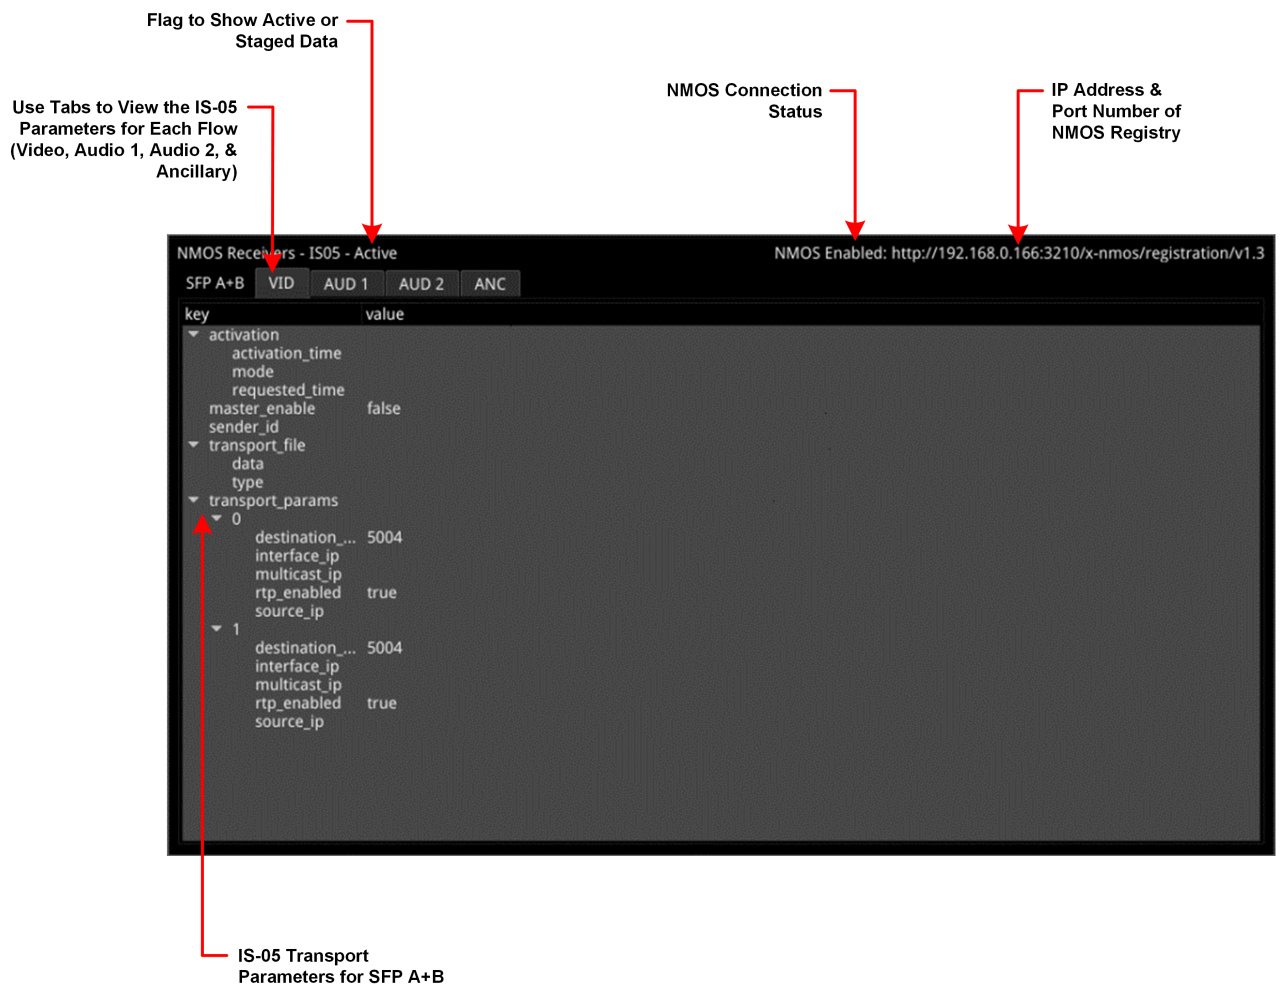 Flag to Show Active or
Staged Data
Use Tabs to View the IS-05
Parameters for Each Flow
(Video, Audio 1, Audio 2, &
Ancillary)
NMOS Connection
Status
IP Address &
Port Number of
NMOS Registry
NMOS Receivers - IS05 - Active
NMOS Enabled: http://192.168.0.166:3210/x-nmos/registration/v1.3
SFP A+B VID AUD 1 AUD 2 ANC
key value
activation
activation_time
mode
requested_time
master_enable false
sender_id
transport_file
data
type
transport_params
0
destination_... 5004
interface_ip
multicast_ip
rtp_enabled true
source_ip
1
destination_... 5004
interface_ip
multicast_ip
rtp_enabled true
source_ip
IS-05 Transport
Parameters for SFP A+B